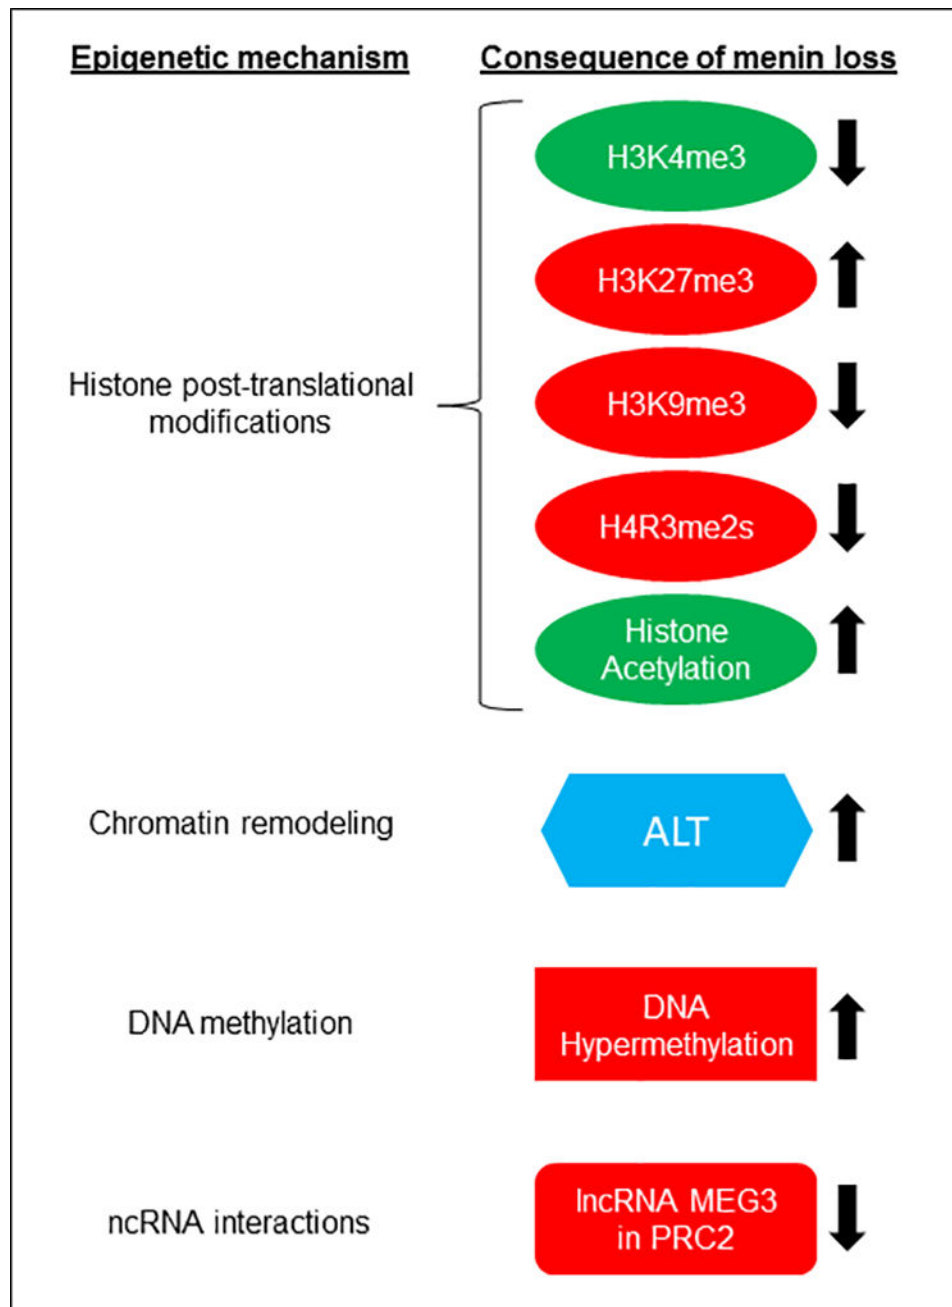 Epigenetic mechanism
Consequence of menin loss
H3K4me3
H3K27me3
Histone post-translational
modifications
H3K9me3
H4R3me2s
Histone
Acetylation
Chromatin remodeling
ALT
DNA methylation
DNA
Hypermethylation
ncRNA interactions
lncRNA MEG3
in PRC2